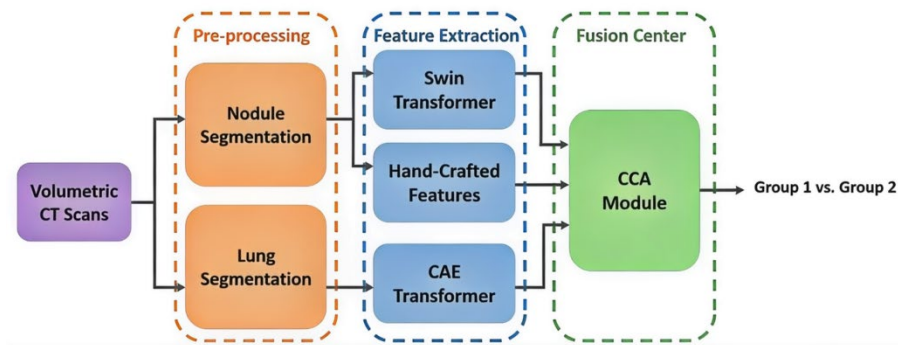 Pre-processing
Feature Extraction
Fusion Center
Volumetric
CT Scans
Nodule
Segmentation
Lung
Segmentation
Swin
Transformer
Hand-Crafted
Features
CAE
Transformer
CCA
Module
Group 1 vs. Group 2